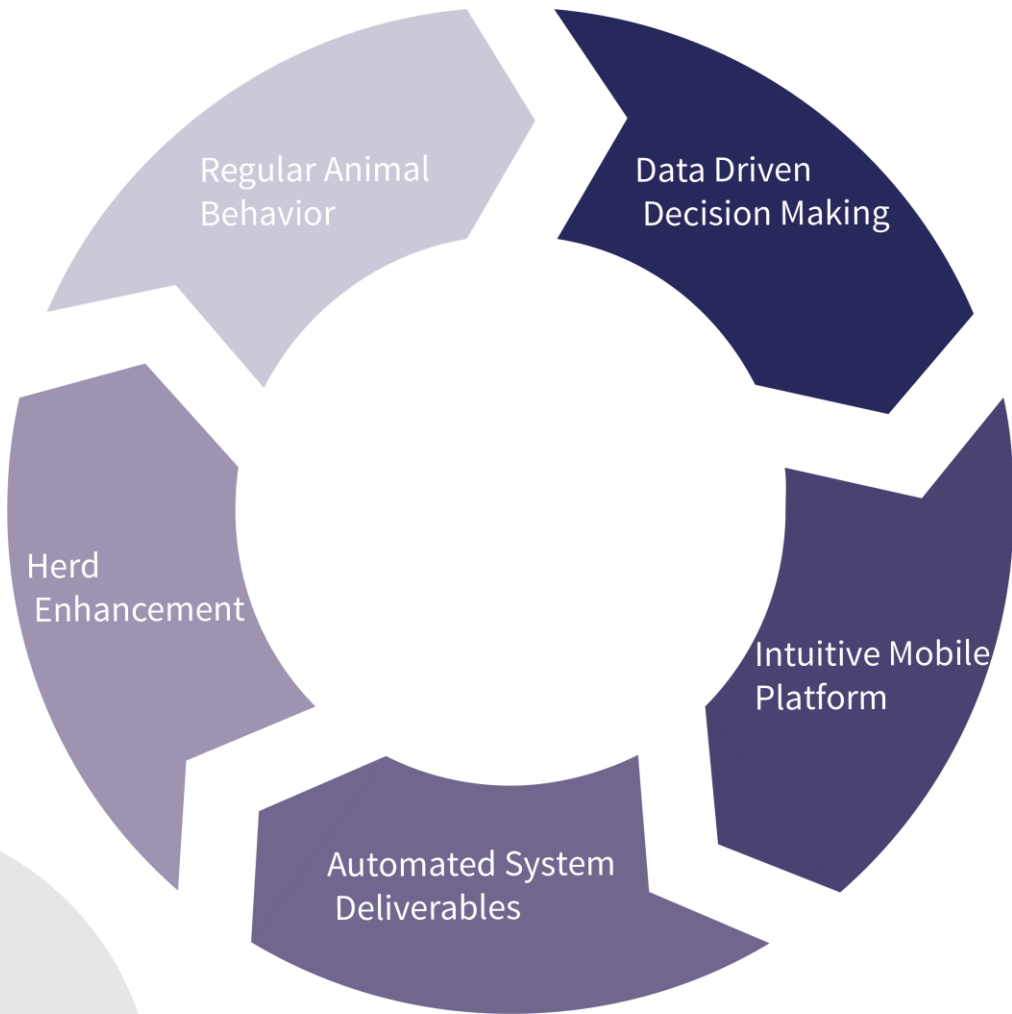 Regular Animal
Behavior
Data Driven
Decision Making
Intuitive Mobile
Platform
Automated System
Deliverables
Herd
Enhancement